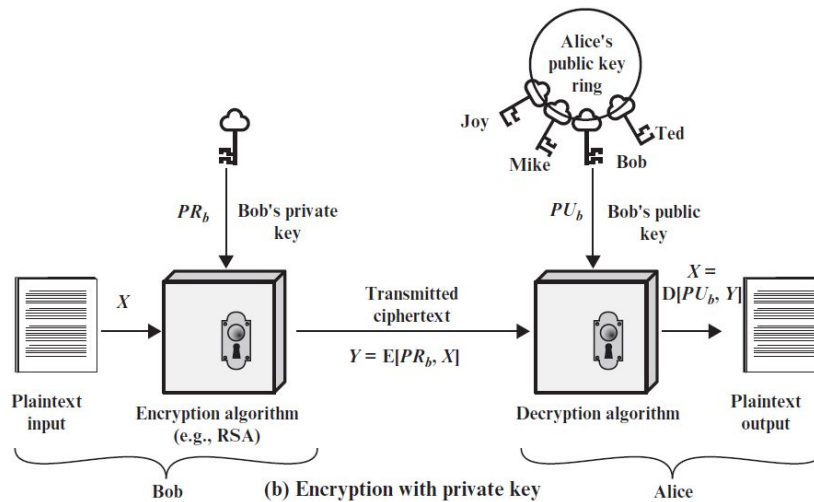 Alice's
public key
ring
Joy
Ted
Mike
Bob
PR_b
Bob's private
key
PU_b
Bob's public
key
X
Transmitted
ciphertext
X =
D[PU_b, Y]
Y = E[PR_b, X]
Plaintext
input
Encryption algorithm
(e.g., RSA)
Decryption algorithm
Plaintext
output
Bob
(b) Encryption with private key
Alice